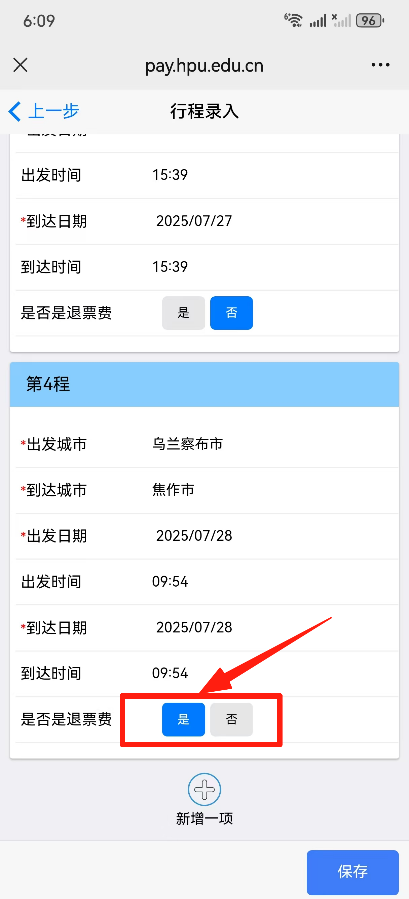 6:09
96
pay.hpu.edu.cn
上一步
行程录入
出发时间
15:39
*到达日期
2025/07/27
到达时间
15:39
是否是退票费
是
否
第4程
*出发城市
乌兰察布市
*到达城市
焦作市
*出发日期
2025/07/28
出发时间
09:54
*到达日期
2025/07/28
到达时间
09:54
是否是退票费
是
否
新增一项
保存